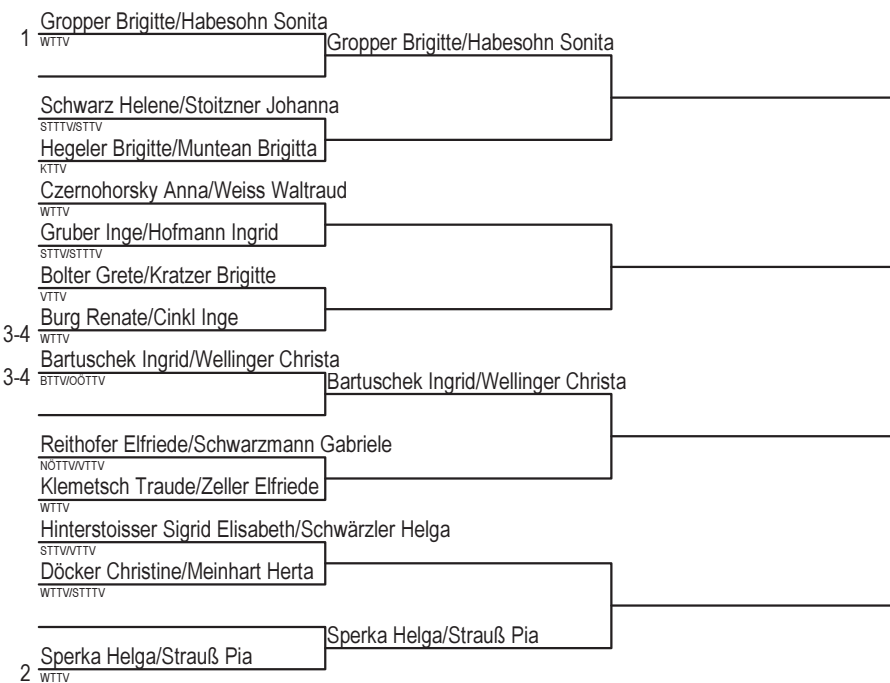 Gropper Brigitte/Habesohn Sonita
1 WTTV
Gropper Brigitte/Habesohn Sonita
Schwarz Helene/Stoitzner Johanna
STTTV/STTV
Hegeler Brigitte/Muntean Brigitta
KTTV
Czernohorsky Anna/Weiss Waltraud
WTTV
Gruber Inge/Hofmann Ingrid
STTV/STTTV
Bolter Grete/Kratzer Brigitte
VTTV
Burg Renate/Cinkl Inge
3-4 WTTV
Bartuschek Ingrid/Wellinger Christa
3-4 BTTV/OÖTTV
Bartuschek Ingrid/Wellinger Christa
Reithofer Elfriede/Schwarzmann Gabriele
NÖTTV/VTTV
Klemetsch Traude/Zeller Elfriede
WTTV
Hinterstoisser Sigrid Elisabeth/Schwärzler Helga
STTV/VTTV
Döcker Christine/Meinhart Herta
WTTV/STTTV
Sperka Helga/Strauß Pia
Sperka Helga/Strauß Pia
2 WTTV